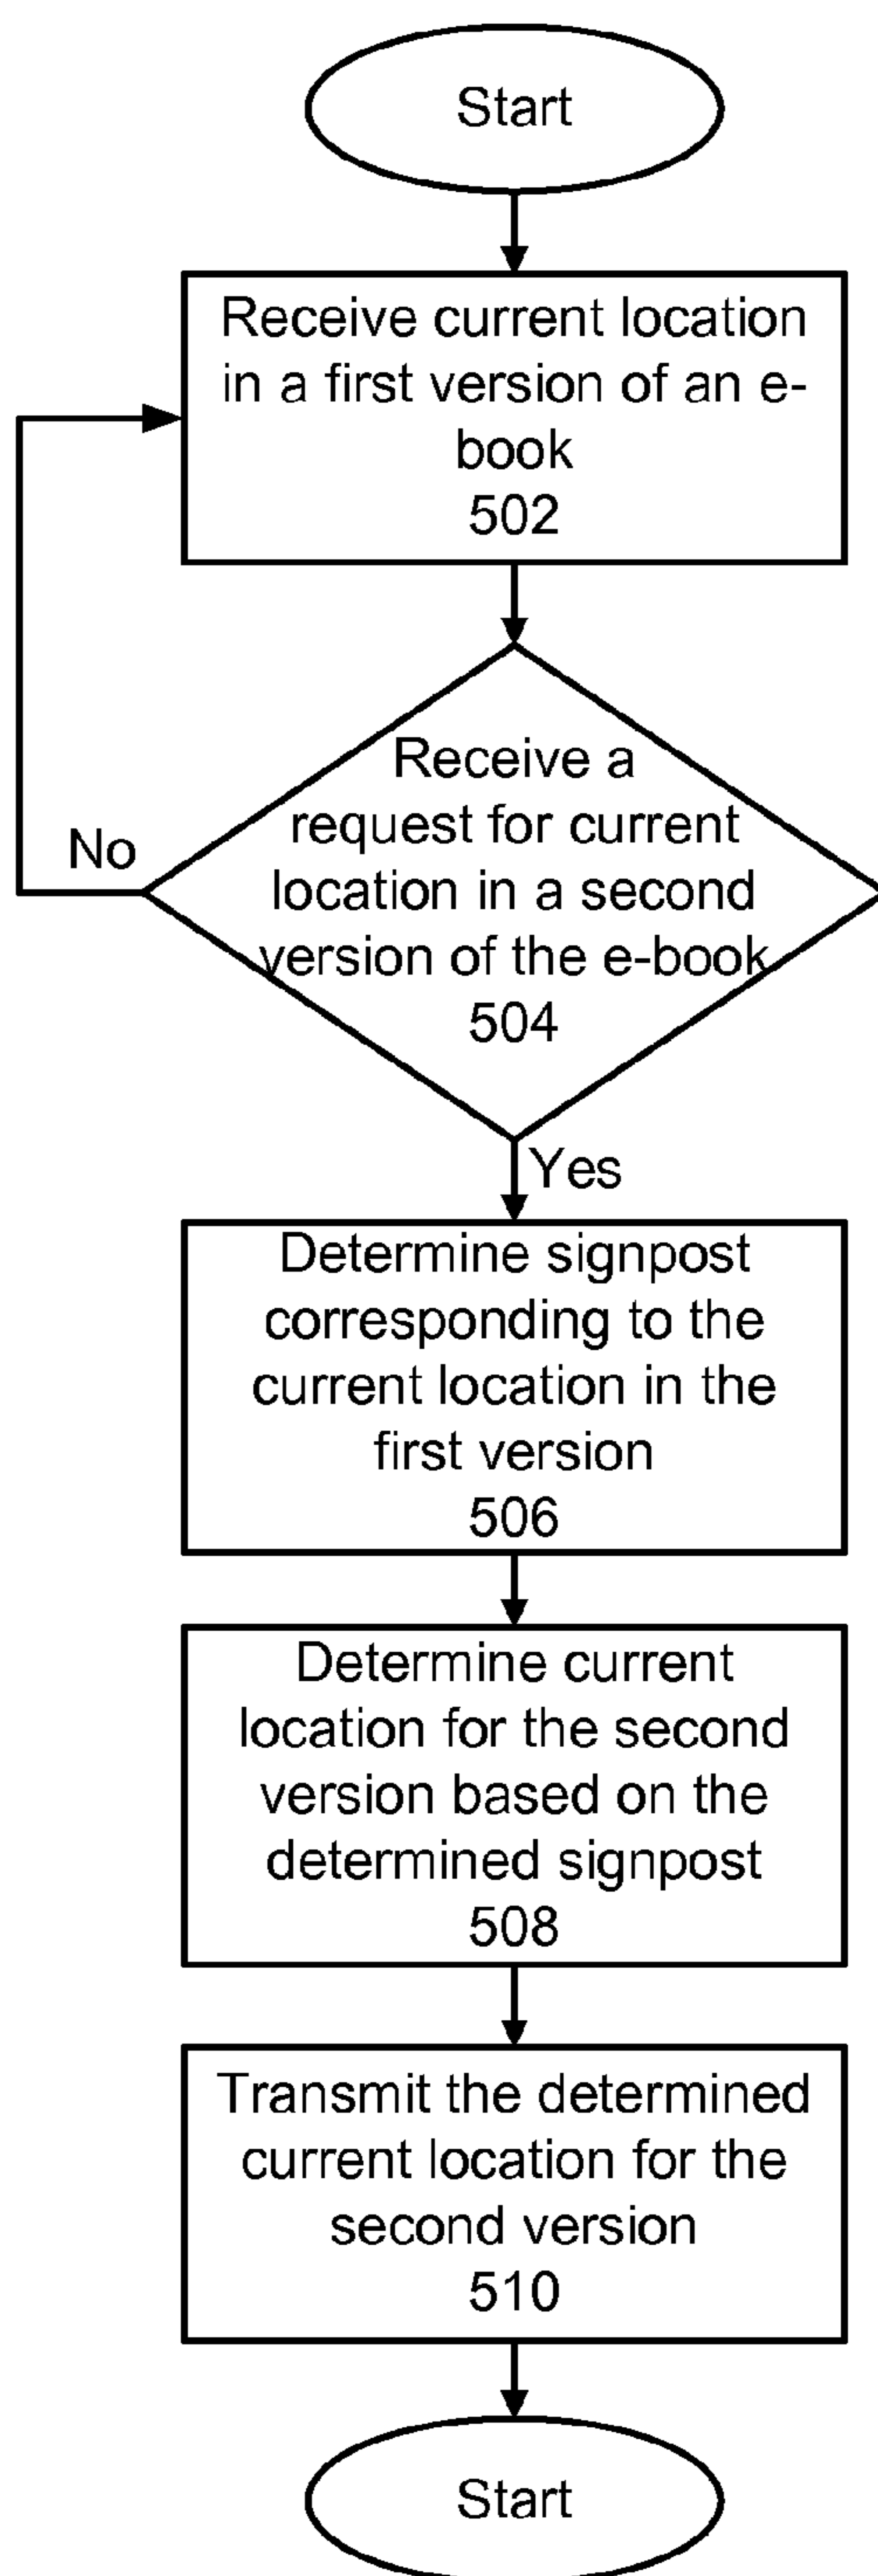 Start
Receive current location
in a first version of an e-
book
502
Receive a
request for current
location in a second
version of the e-book
504
No
Yes
Determine signpost
corresponding to the
current location in the
first version
506
Determine current
location for the second
version based on the
determined signpost
508
Transmit the determined
current location for the
second version
510
Start